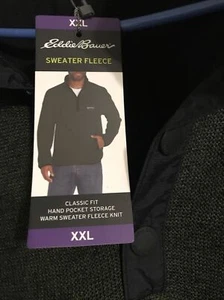 XXL
Eddie Bauer
SWEATER FLEECE
CLASSIC FIT
HAND POCKET STORAGE
WARM SWEATER FLEECE KNIT
XXL